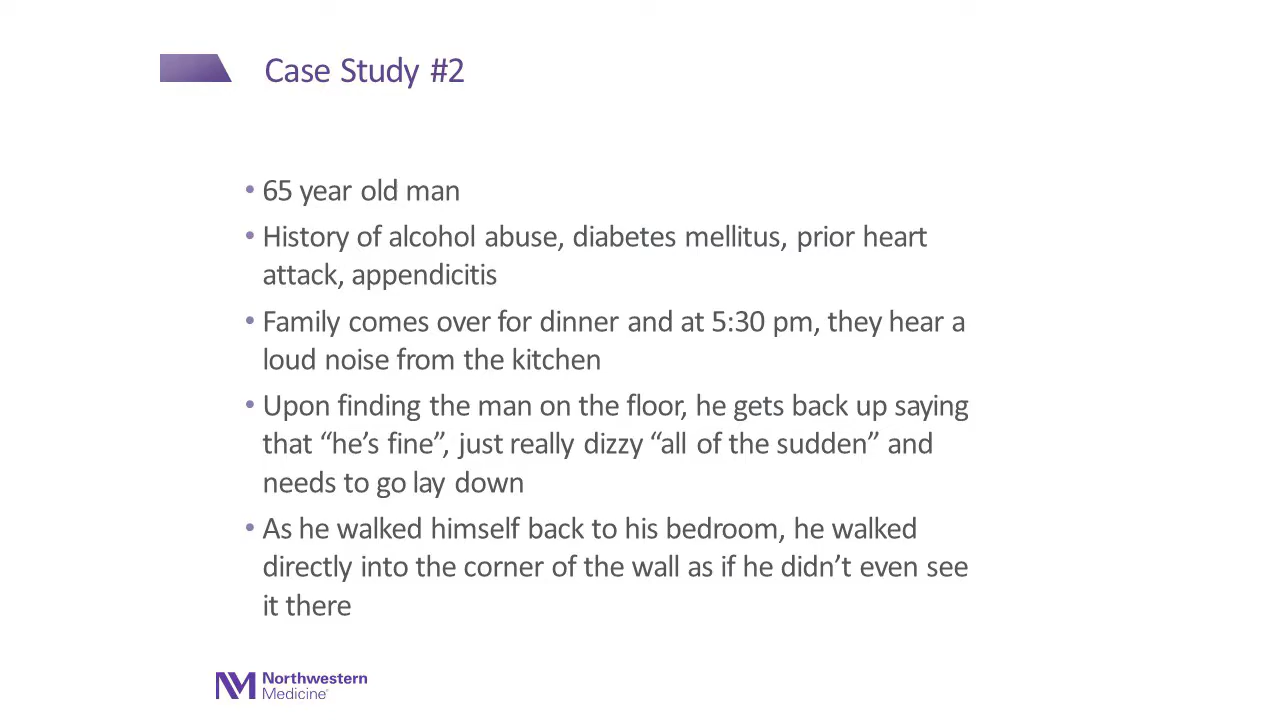 Case Study #2
• 65 year old man
• History of alcohol abuse, diabetes mellitus, prior heart
attack, appendicitis
• Family comes over for dinner and at 5:30 pm, they hear a
loud noise from the kitchen
• Upon finding the man on the floor, he gets back up saying
that “he’s fine”, just really dizzy “all of the sudden” and
needs to go lay down
• As he walked himself back to his bedroom, he walked
directly into the corner of the wall as if he didn’t even see
it there
NM Northwestern
Medicine®